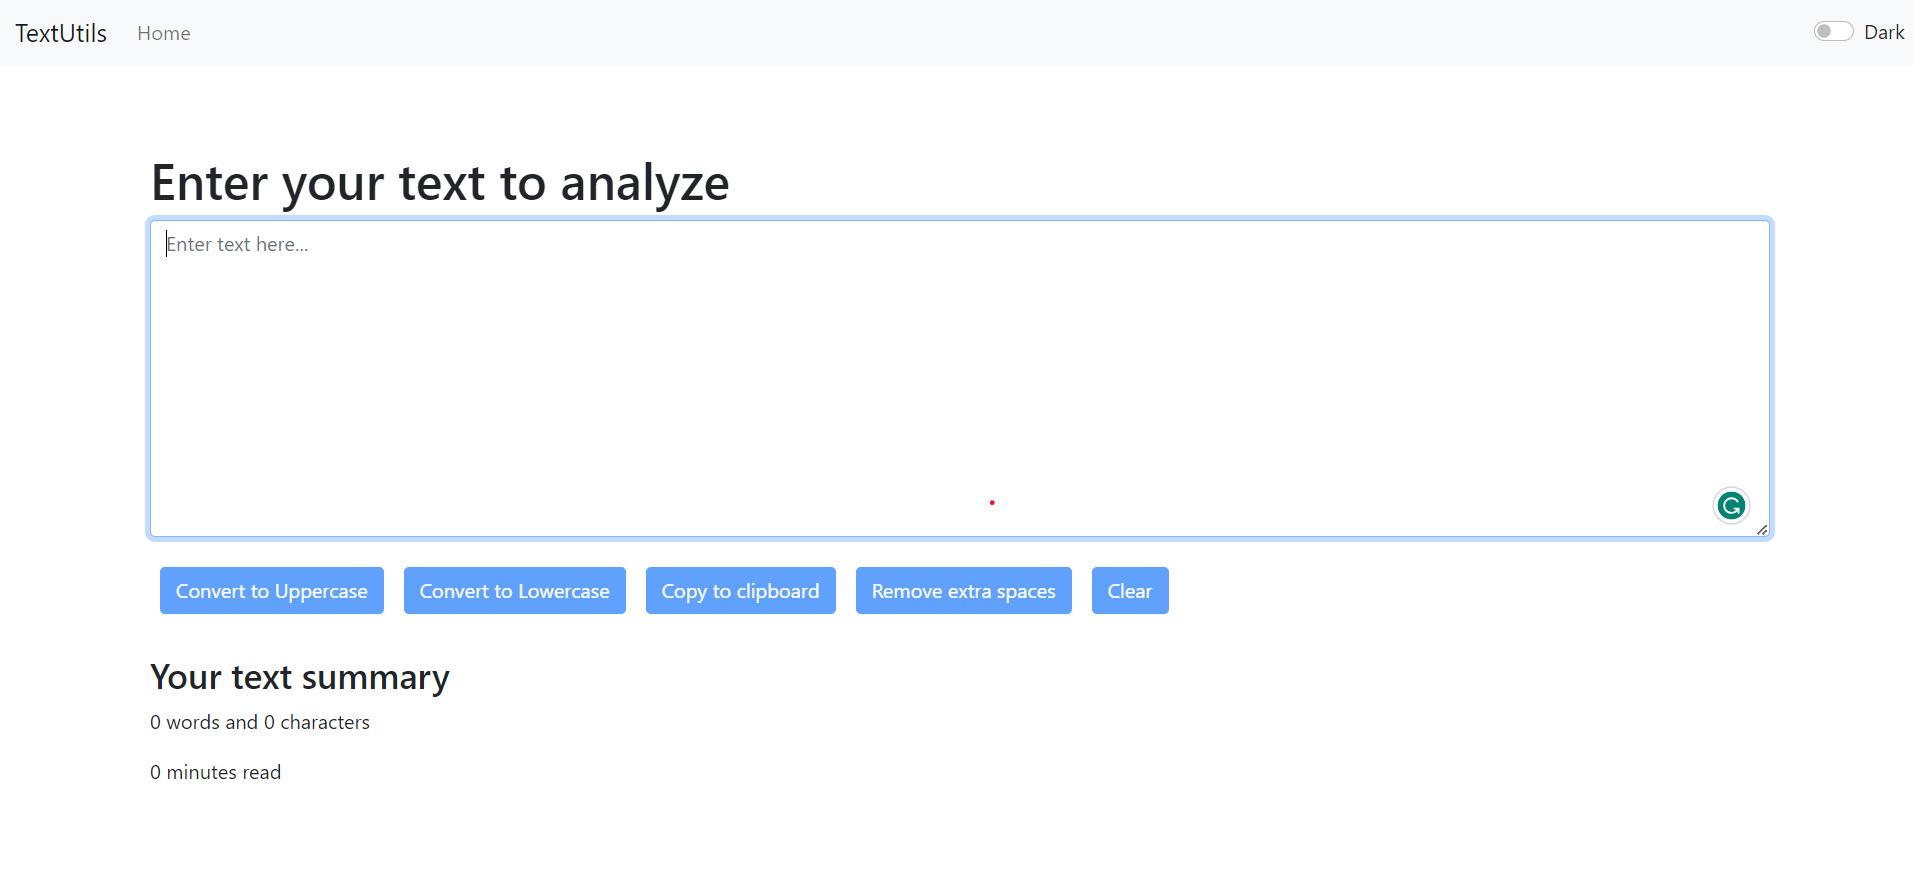 TextUtils Home Dark
Enter your text to analyze
Enter text here...
Convert to Uppercase Convert to Lowercase Copy to clipboard Remove extra spaces Clear
Your text summary
0 words and 0 characters
0 minutes read